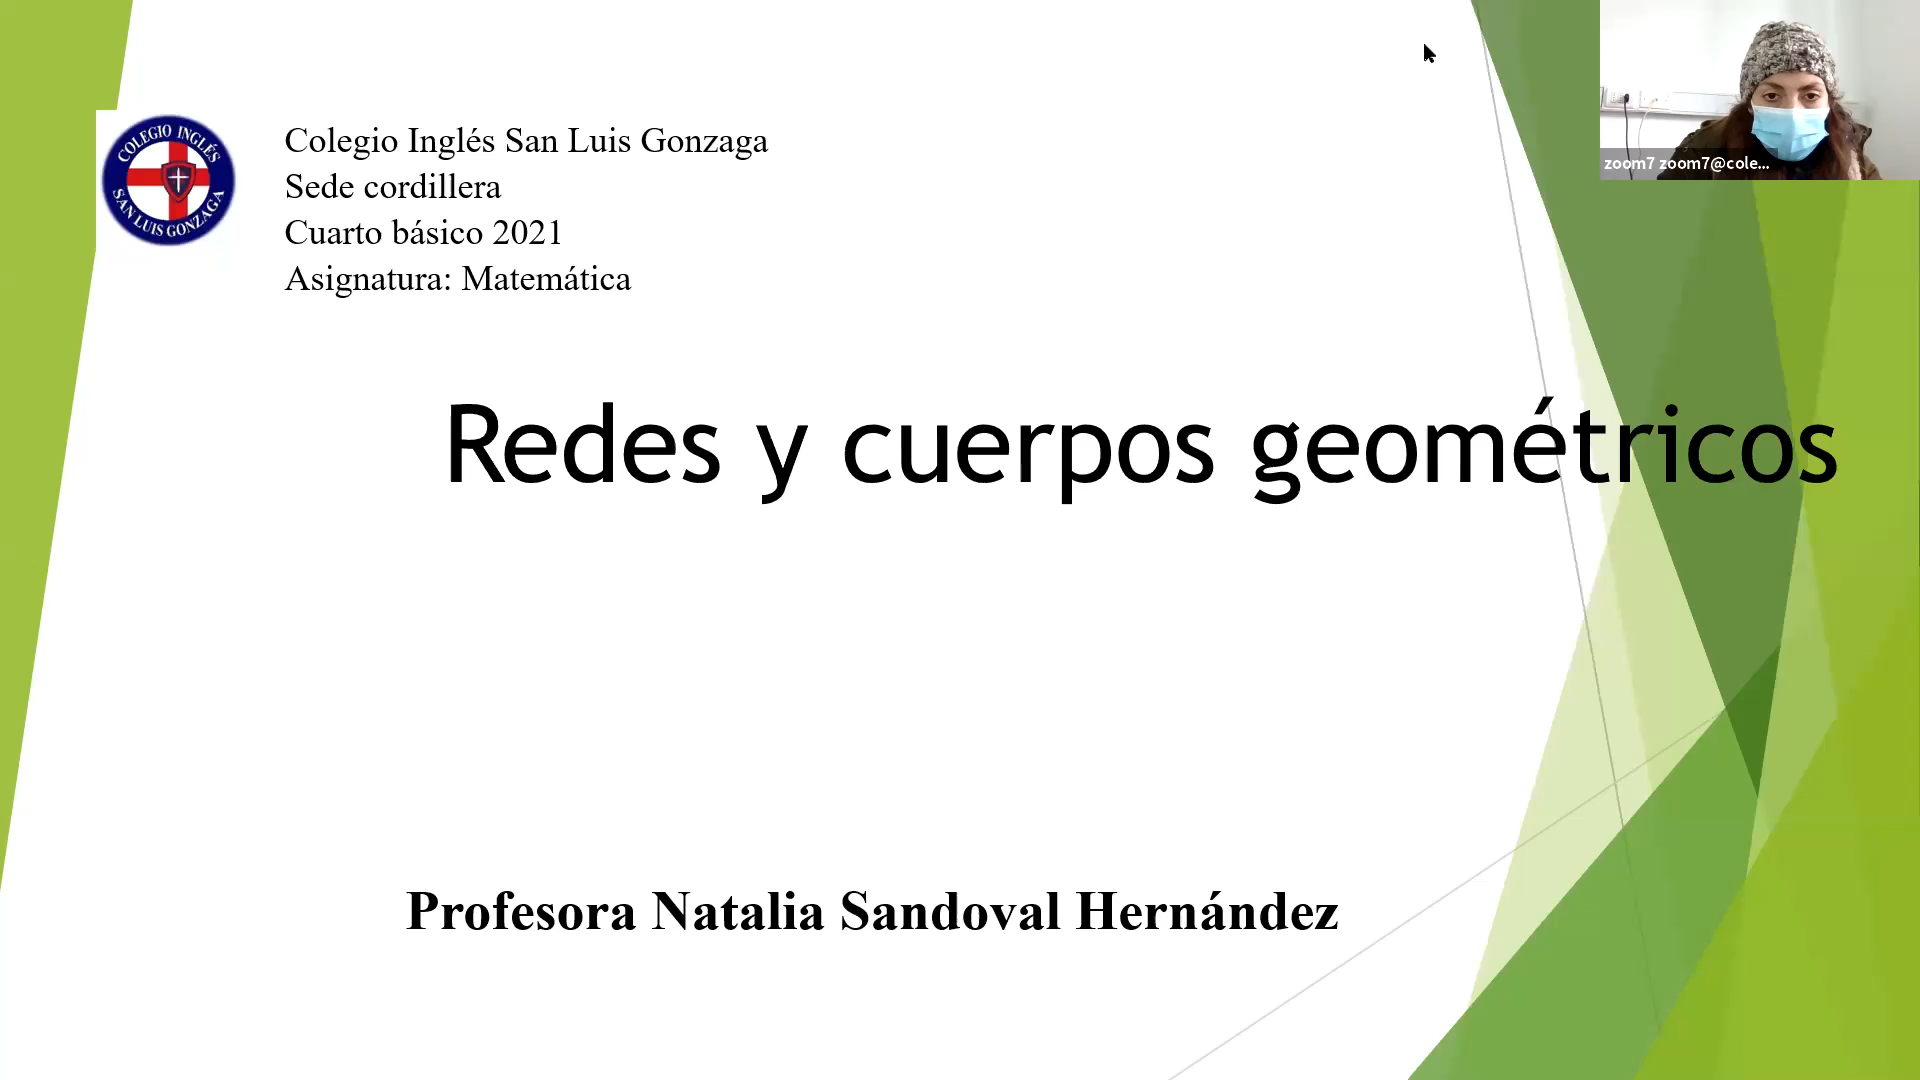 COLEGIO INGLÉS
SAN LUIS GONZAGA
Colegio Inglés San Luis Gonzaga
Sede cordillera
Cuarto básico 2021
Asignatura: Matemática
zoom7 zoom7@cole...
Redes y cuerpos geométricos
Profesora Natalia Sandoval Hernández